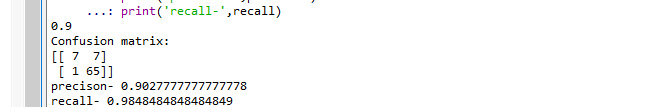 ...: print('recall-',recall)
0.9
Confusion matrix:
[[ 7  7]
 [ 1 65]]
precison- 0.9027777777777778
recall- 0.9848484848484849